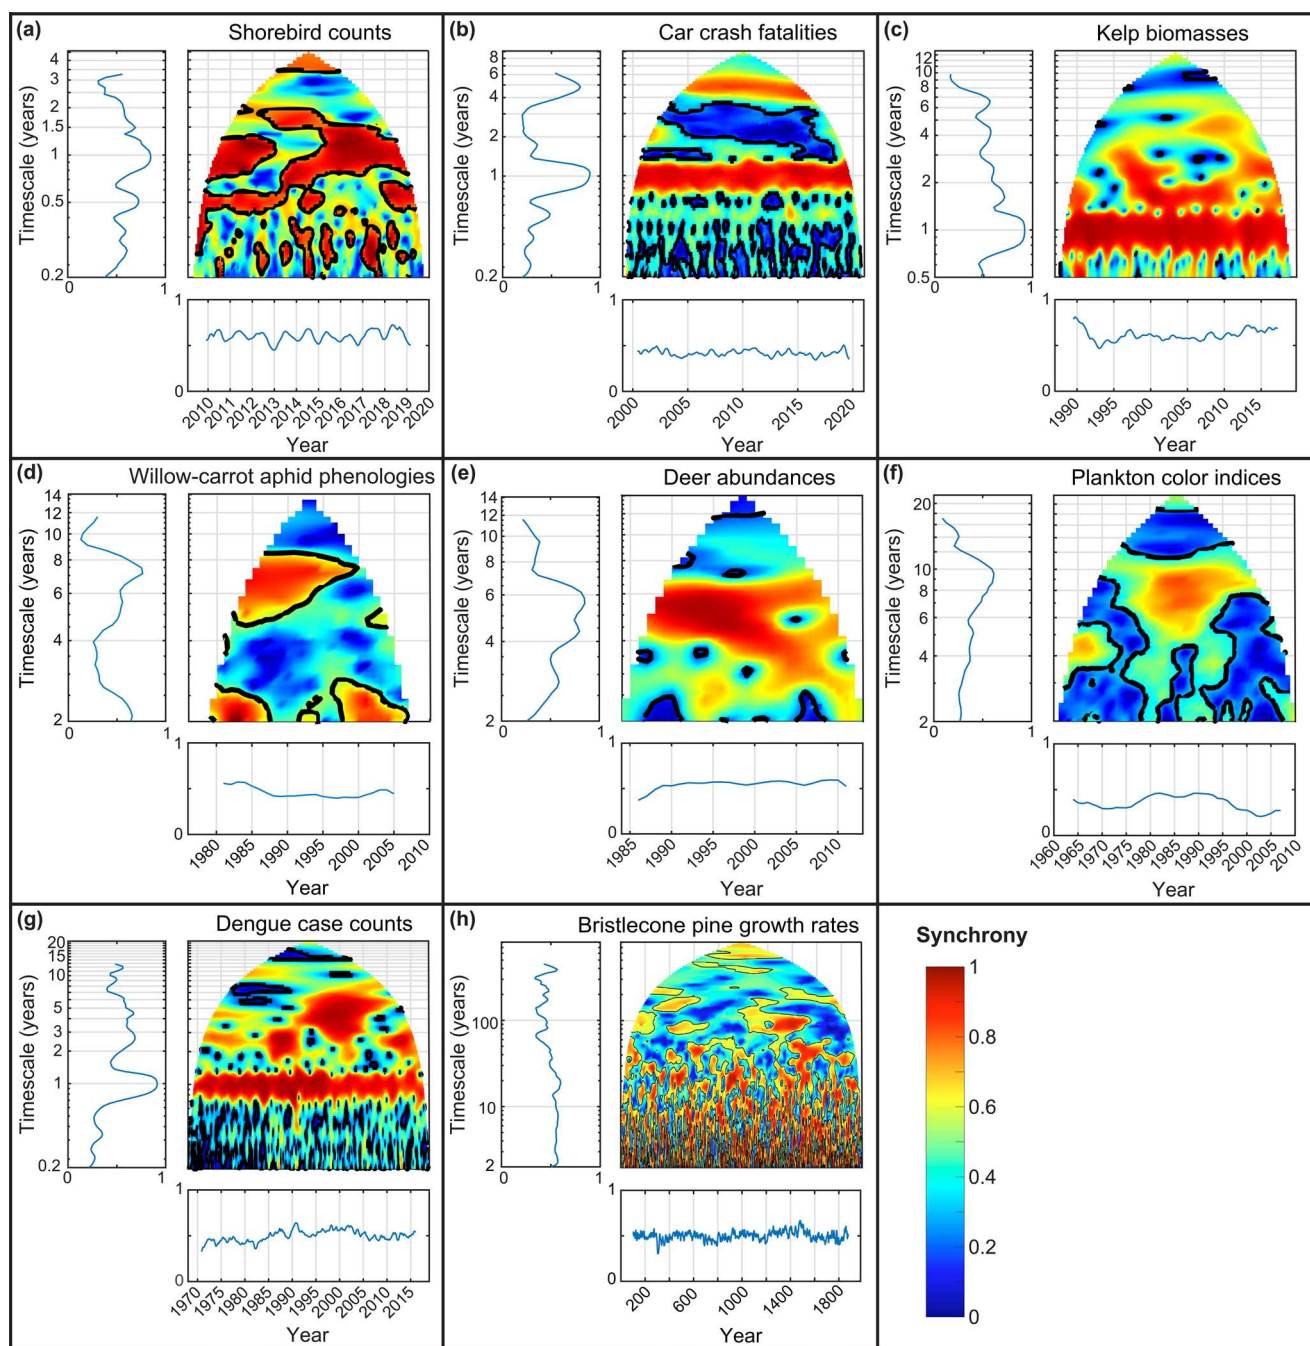 (a) Shorebird counts
Timescale (years)
4
3
2
1.5
1
0.5
0.2
0 1
1
0
2010 2011 2012 2013 2014 2015 2016 2017 2018 2019 2020
Year
(b) Car crash fatalities
Timescale (years)
8
6
4
2
1
0.2
0 1
1
0
2000 2005 2010 2015 2020
Year
(c) Kelp biomasses
Timescale (years)
12
10
8
6
4
2
1
0.5
0 1
1
0
1990 1995 2000 2005 2010 2015
Year
(d) Willow-carrot aphid phenologies
Timescale (years)
14
12
10
8
6
4
2
0 1
1
0
1980 1985 1990 1995 2000 2005 2010
Year
(e) Deer abundances
Timescale (years)
14
12
10
8
6
4
2
0 1
1
0
1985 1990 1995 2000 2005 2010
Year
(f) Plankton color indices
Timescale (years)
20
10
8
6
4
2
0 1
1
0
1960 1965 1970 1975 1980 1985 1990 1995 2000 2005 2010
Year
(g) Dengue case counts
Timescale (years)
20
15
10
5
3
2
1
0.2
0 1
1
0
1970 1975 1980 1985 1990 1995 2000 2005 2010 2015
Year
(h) Bristlecone pine growth rates
Timescale (years)
100
10
2
0 1
1
0
200 600 1000 1400 1800
Year
Synchrony
1
0.8
0.6
0.4
0.2
0